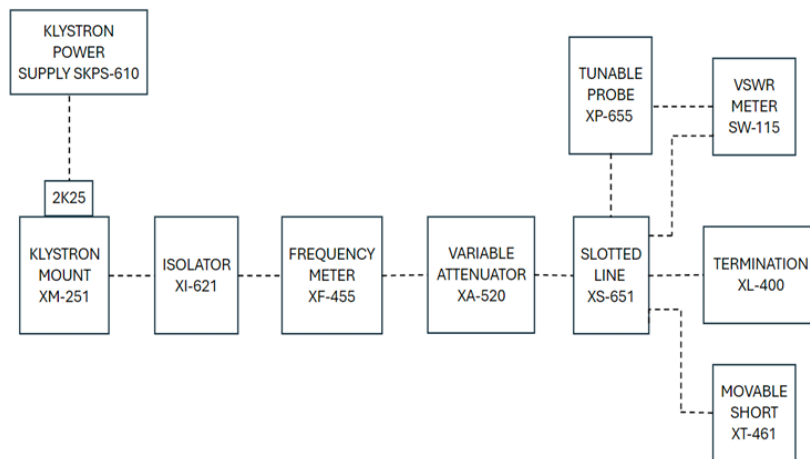 KLYSTRON
POWER
SUPPLY SKPS-610
TUNABLE
PROBE
XP-655
VSWR
METER
SW-115
2K25
KLYSTRON
MOUNT
XM-251
ISOLATOR
XI-621
FREQUENCY
METER
XF-455
VARIABLE
ATTENUATOR
XA-520
SLOTTED
LINE
XS-651
TERMINATION
XL-400
MOVABLE
SHORT
XT-461